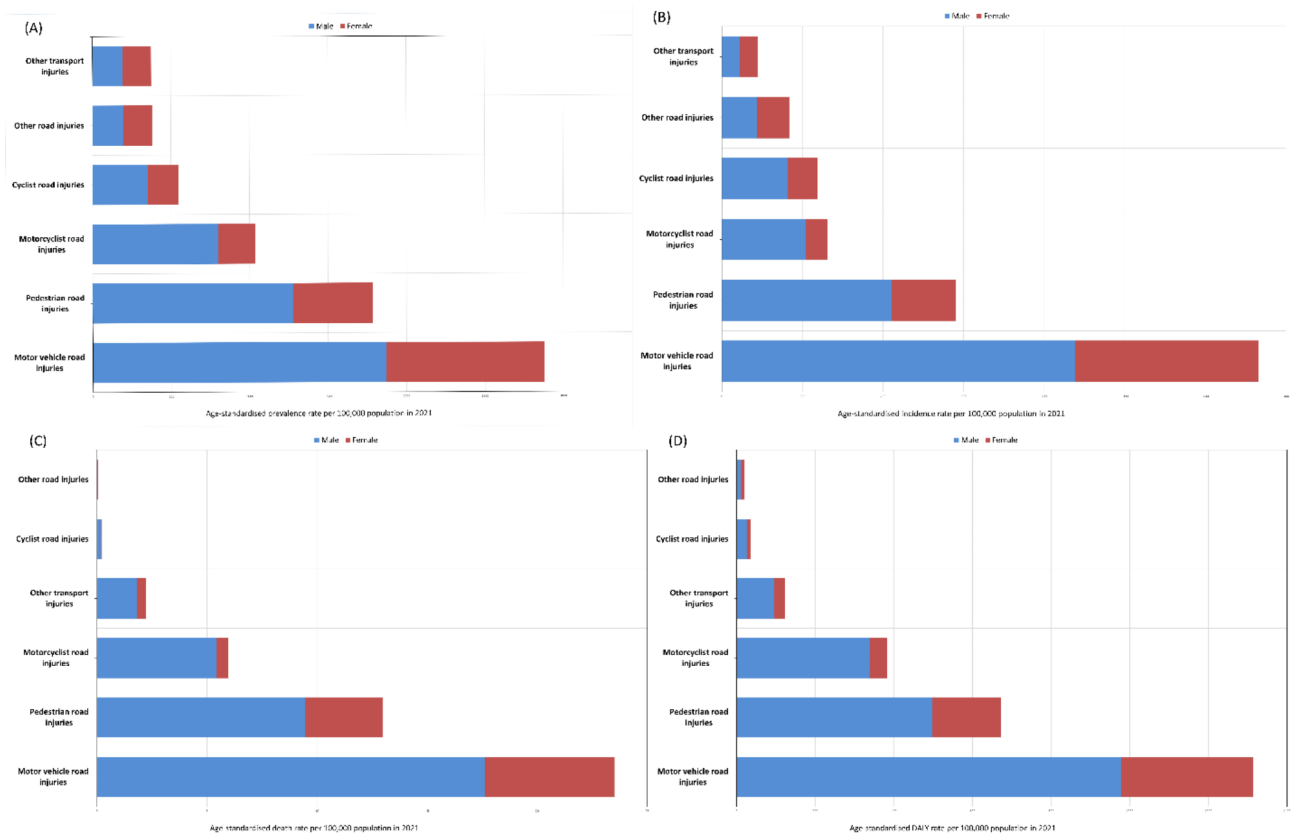 (A)
Male
Female
Other transport
injuries
Other road injuries
Cyclist road injuries
Motorcyclist road
injuries
Pedestrian road
injuries
Motor vehicle road
injuries
Age-standardised prevalence rate per 100,000 population in 2021
(B)
Male
Female
Other transport
injuries
Other road injuries
Cyclist road injuries
Motorcyclist road
injuries
Pedestrian road
injuries
Motor vehicle road
injuries
Age-standardised incidence rate per 100,000 population in 2021
(C)
Male
Female
Other road injuries
Cyclist road injuries
Other transport
injuries
Motorcyclist road
injuries
Pedestrian road
injuries
Motor vehicle road
injuries
Age-standardised death rate per 100,000 population in 2021
(D)
Male
Female
Other road injuries
Cyclist road injuries
Other transport
injuries
Motorcyclist road
injuries
Pedestrian road
injuries
Motor vehicle road
injuries
Age-standardised DALY rate per 100,000 population in 2021